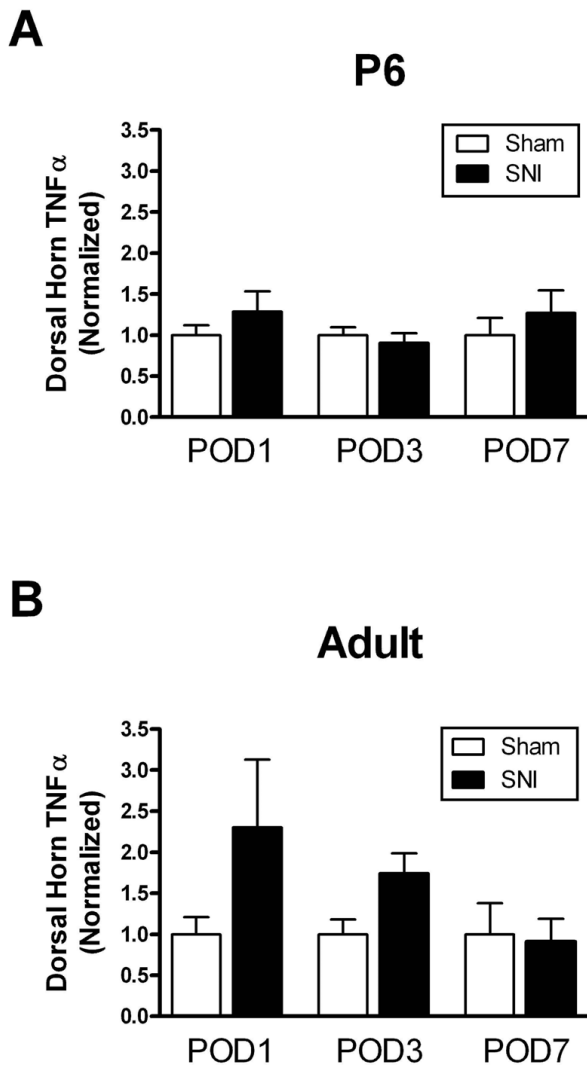 A
P6
Dorsal Horn TNFα
(Normalized)
3.5
3.0
2.5
2.0
1.5
1.0
0.5
0.0
Sham
SNI
POD1 POD3 POD7
B
Adult
Dorsal Horn TNFα
(Normalized)
3.5
3.0
2.5
2.0
1.5
1.0
0.5
0.0
Sham
SNI
POD1 POD3 POD7